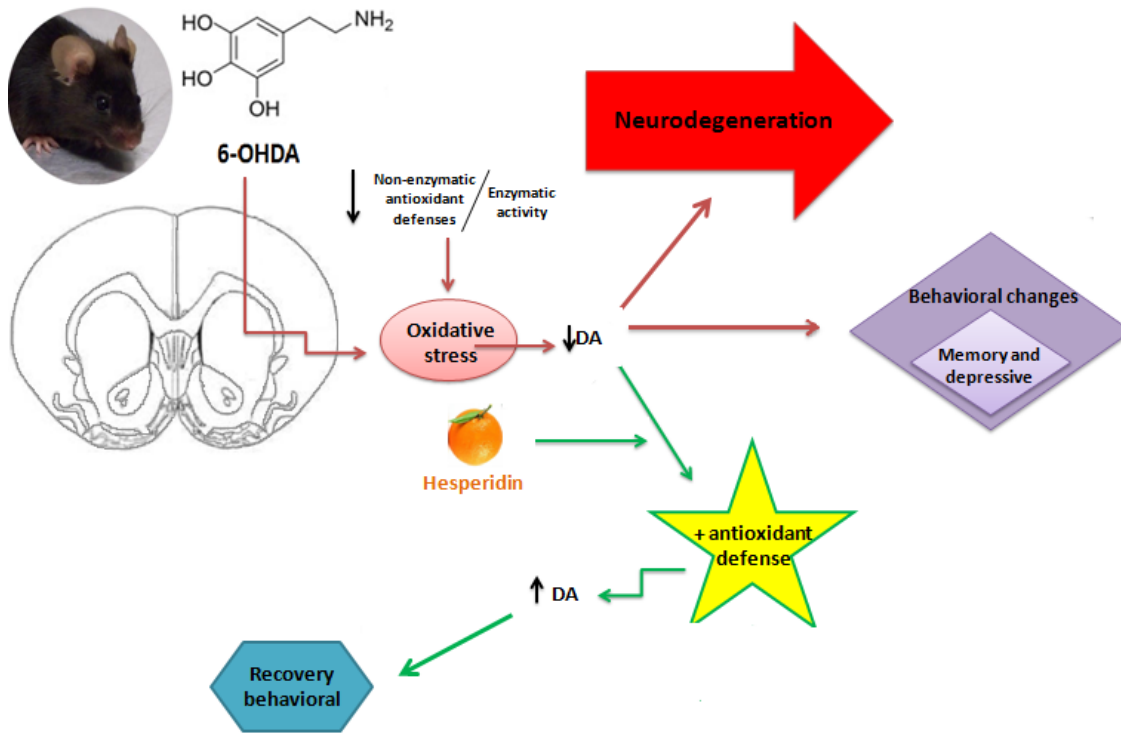 HO
NH2
HO
OH
6-OHDA
Non-enzymatic
antioxidant
defenses
Enzymatic
activity
Neurodegeneration
Oxidative
stress
DA
Behavioral changes
Memory and
depressive
Hesperidin
+ antioxidant
defense
DA
Recovery
behavioral